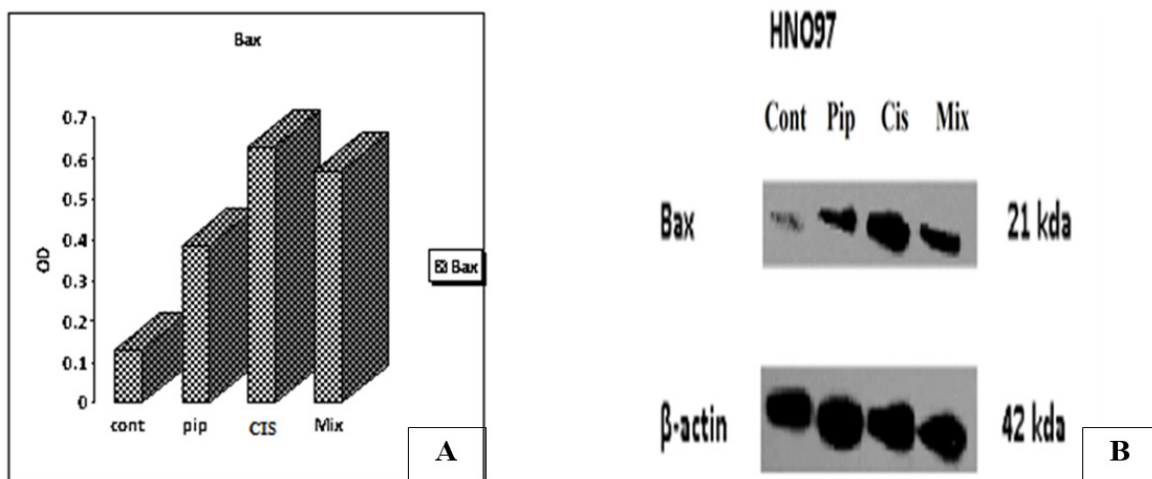 Bax
0.7
0.6
0.5
0.4
0.3
0.2
0.1
0
OD
cont pip CIS Mix
Bax
A
HNO97
Cont Pip Cis Mix
Bax 21 kda
β-actin 42 kda
B